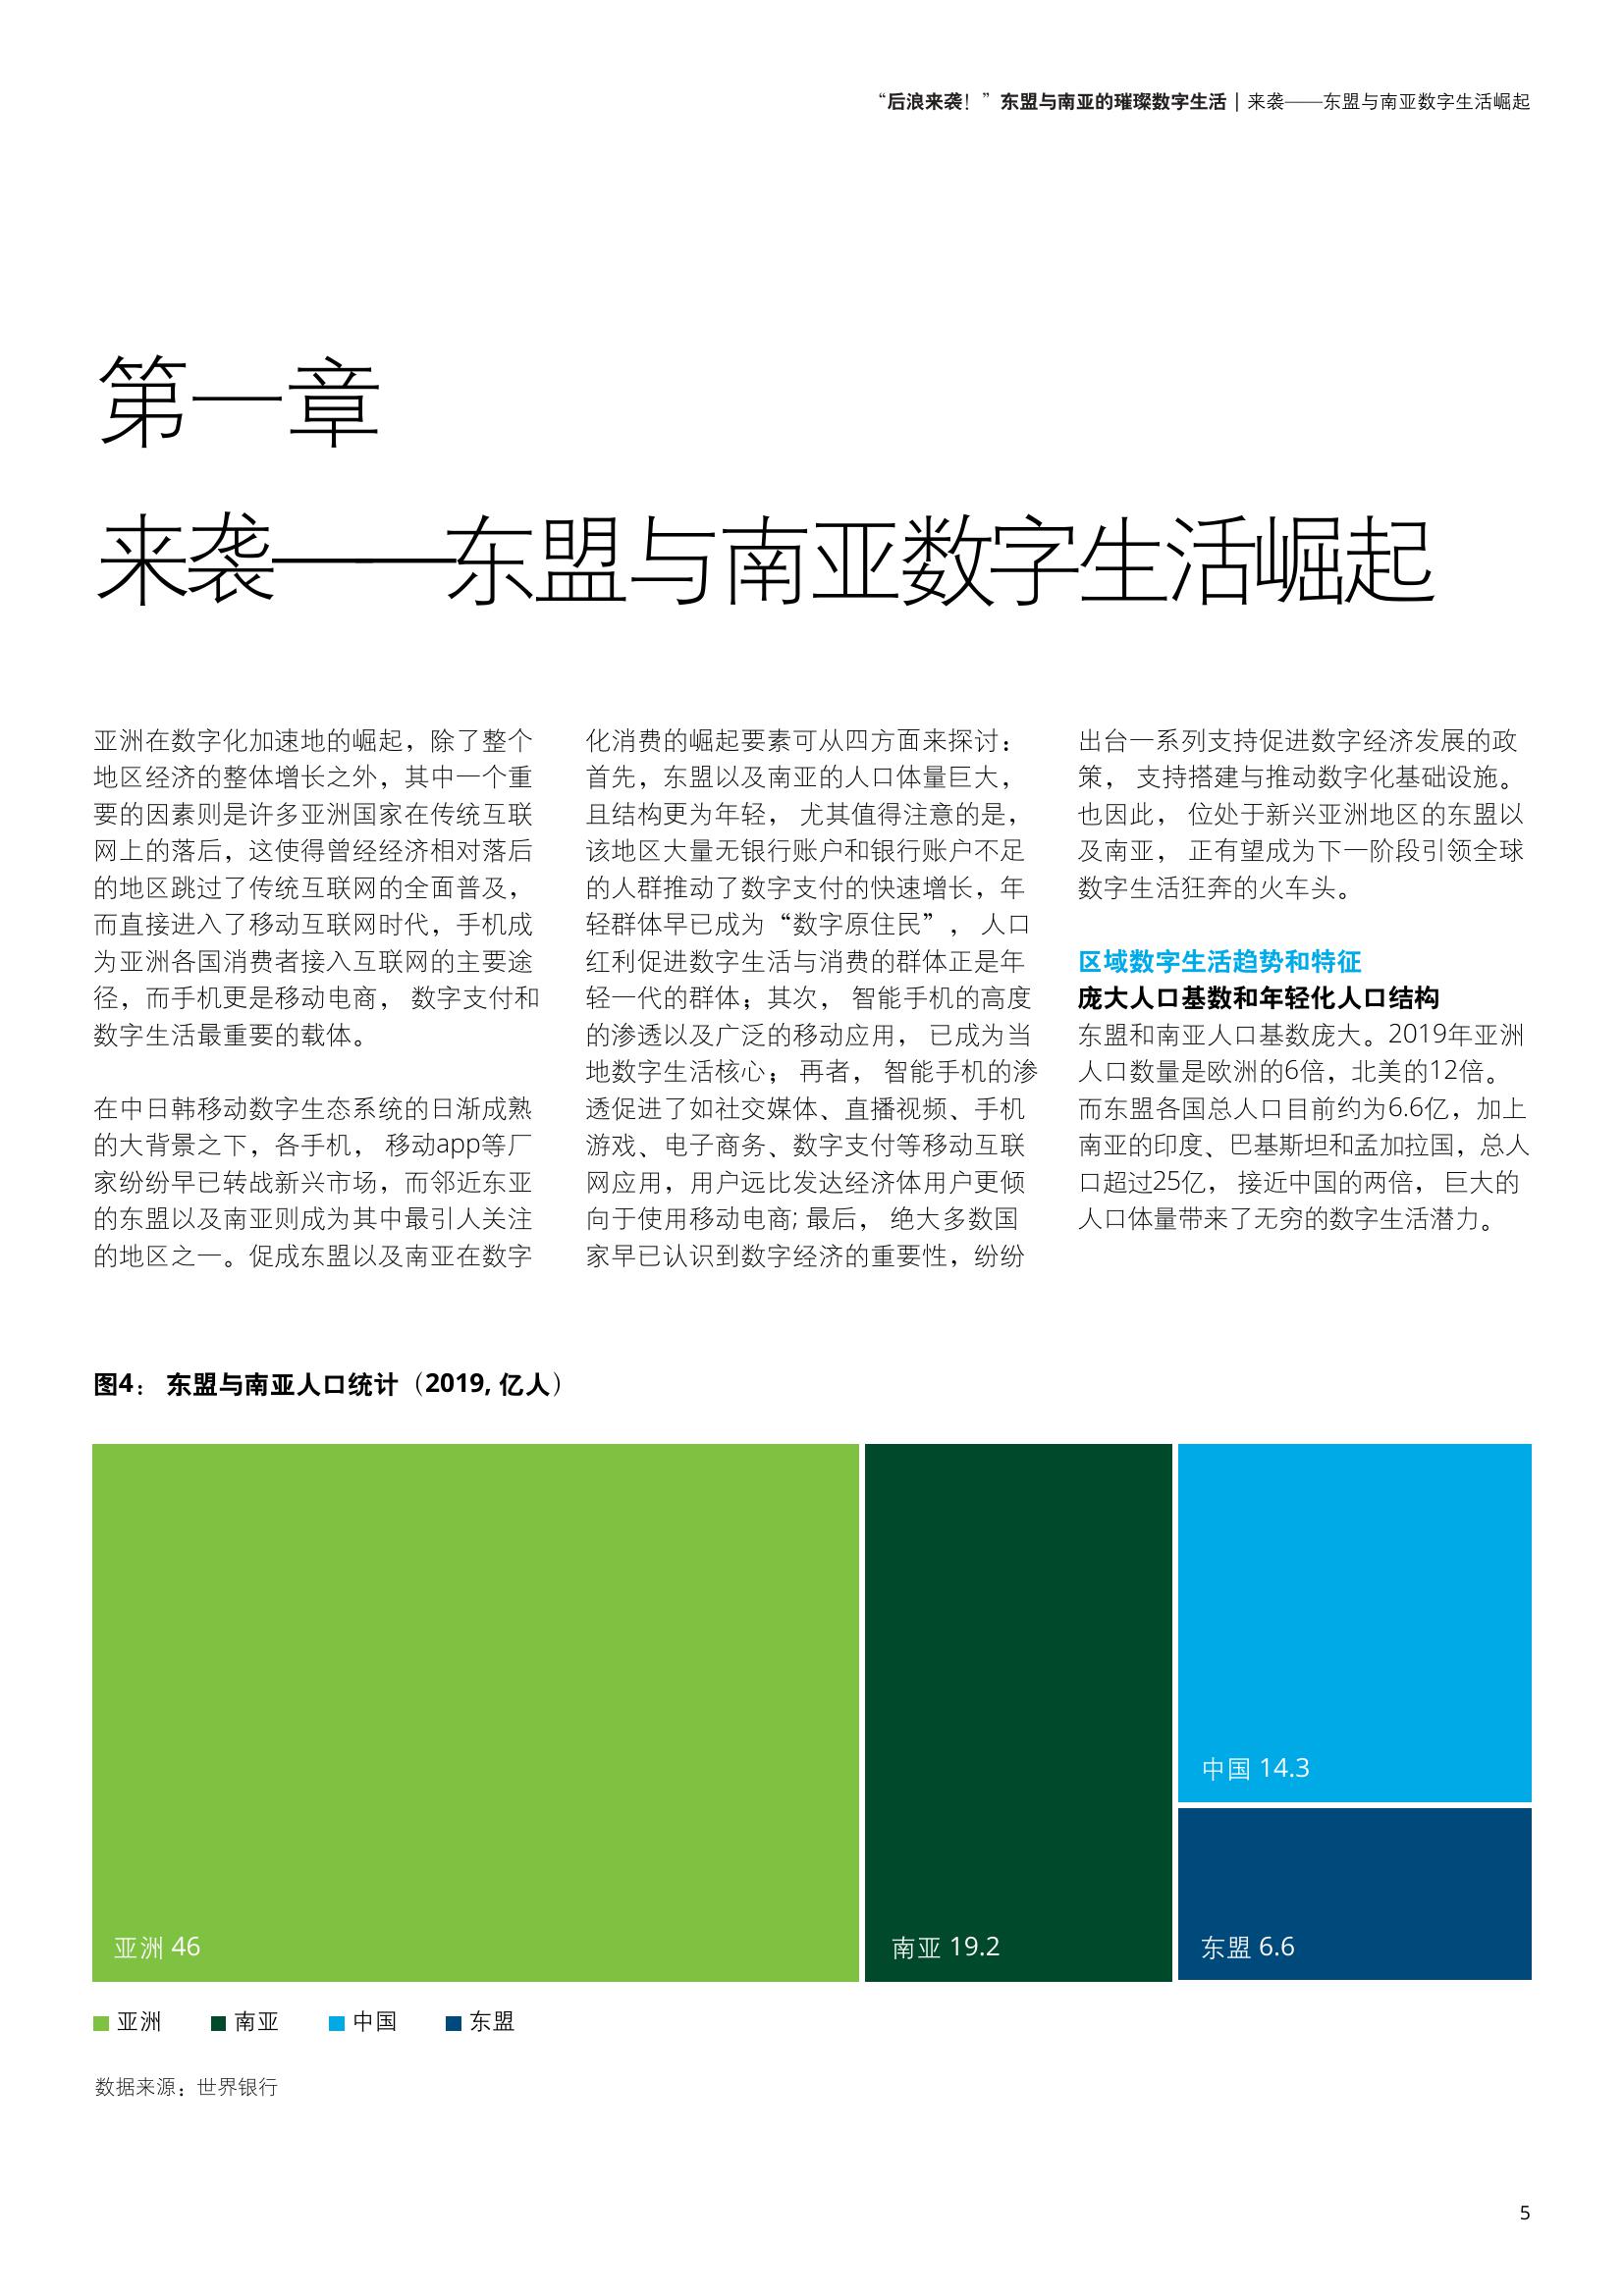 “后浪来袭！”东盟与南亚的璀璨数字生活 | 来袭——东盟与南亚数字生活崛起
第一章
来袭——东盟与南亚数字生活崛起
亚洲在数字化加速地的崛起，除了整个
地区经济的整体增长之外，其中一个重
要的因素则是许多亚洲国家在传统互联
网上的落后，这使得曾经经济相对落后
的地区跳过了传统互联网的全面普及，
而直接进入了移动互联网时代，手机成
为亚洲各国消费者接入互联网的主要途
径，而手机更是移动电商， 数字支付和
数字生活最重要的载体。
在中日韩移动数字生态系统的日渐成熟
的大背景之下，各手机， 移动app等厂
家纷纷早已转战新兴市场，而邻近东亚
的东盟以及南亚则成为其中最引人关注
的地区之一。促成东盟以及南亚在数字
化消费的崛起要素可从四方面来探讨：
首先，东盟以及南亚的人口体量巨大，
且结构更为年轻， 尤其值得注意的是，
该地区大量无银行账户和银行账户不足
的人群推动了数字支付的快速增长，年
轻群体早已成为“数字原住民”， 人口
红利促进数字生活与消费的群体正是年
轻一代的群体；其次， 智能手机的高度
的渗透以及广泛的移动应用， 已成为当
地数字生活核心； 再者， 智能手机的渗
透促进了如社交媒体、直播视频、手机
游戏、电子商务、数字支付等移动互联
网应用，用户远比发达经济体用户更倾
向于使用移动电商; 最后， 绝大多数国
家早已认识到数字经济的重要性，纷纷
出台一系列支持促进数字经济发展的政
策， 支持搭建与推动数字化基础设施。
也因此， 位处于新兴亚洲地区的东盟以
及南亚， 正有望成为下一阶段引领全球
数字生活狂奔的火车头。
区域数字生活趋势和特征
庞大人口基数和年轻化人口结构
东盟和南亚人口基数庞大。2019年亚洲
人口数量是欧洲的6倍，北美的12倍。
而东盟各国总人口目前约为6.6亿，加上
南亚的印度、巴基斯坦和孟加拉国，总人
口超过25亿， 接近中国的两倍， 巨大的
人口体量带来了无穷的数字生活潜力。
图4： 东盟与南亚人口统计（2019, 亿人）
中国 14.3
亚洲 46
南亚 19.2
东盟 6.6
亚洲
南亚
中国
东盟
数据来源：世界银行
5